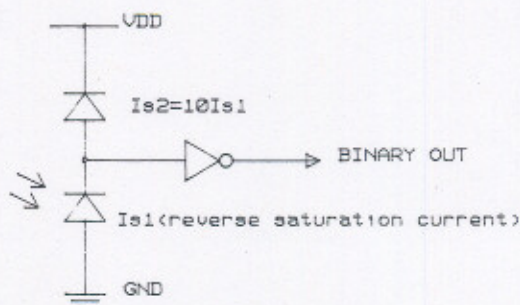 VDD
Is2=10Is1
BINARY OUT
Is1(reverse saturation current)
GND